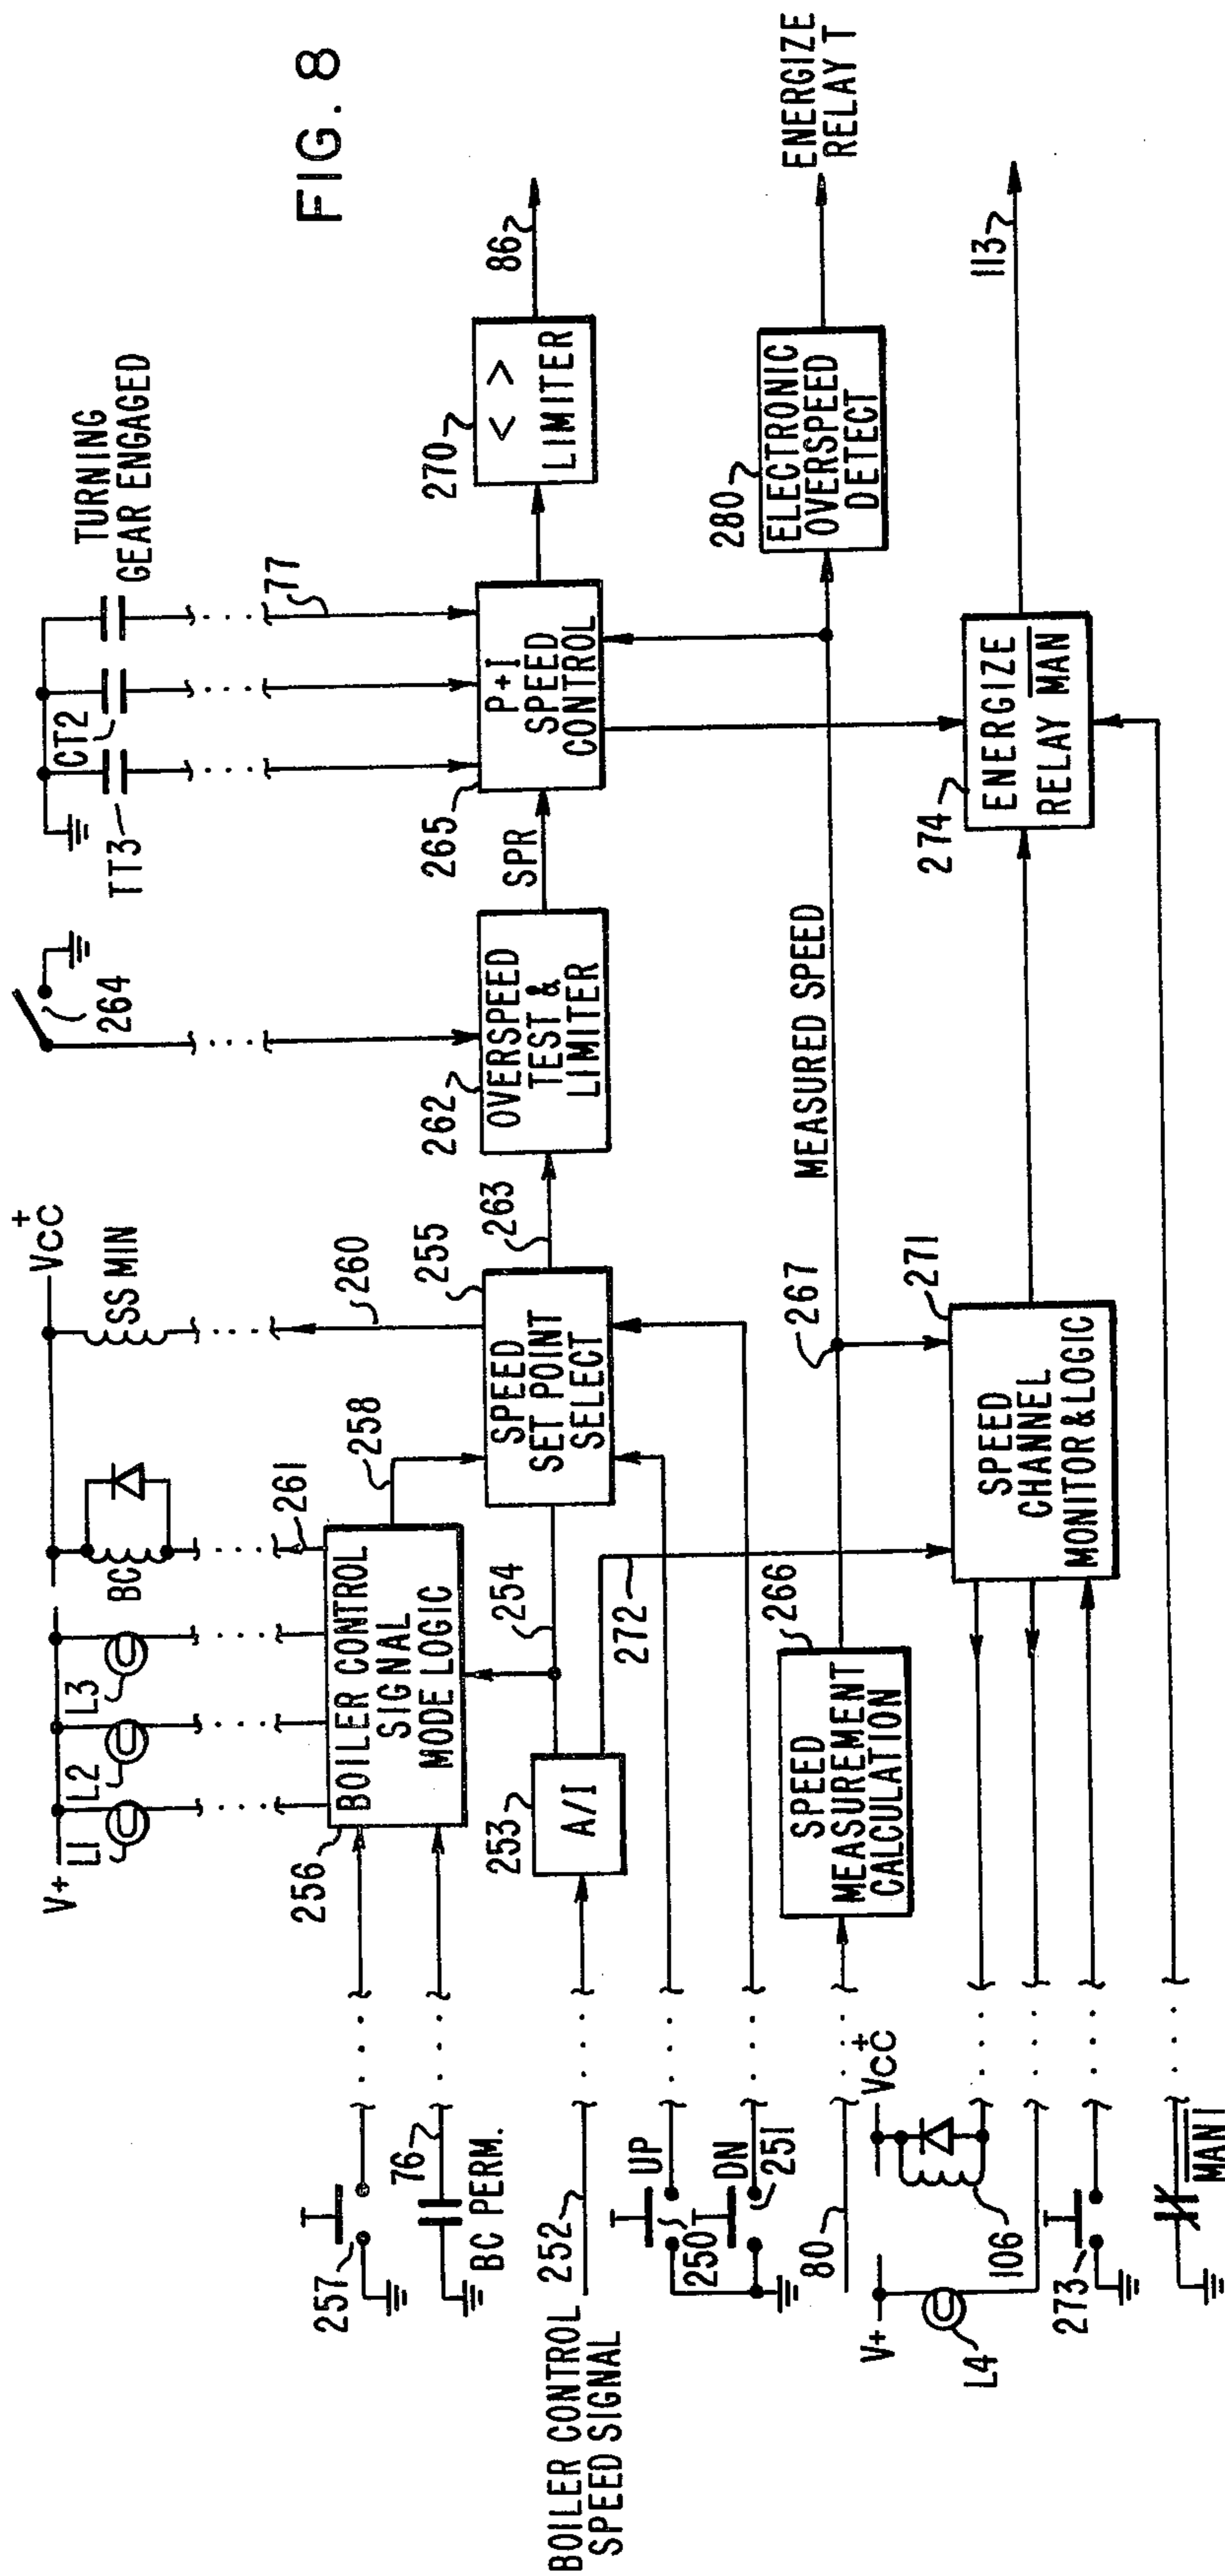 FIG. 8
V+
L1
L2
L3
BC
261
Vcc+
SS MIN
260
264
TT3
CT2
TURNING
GEAR ENGAGED
77
257
76
BC PERM.
256
BOILER CONTROL
SIGNAL
MODE LOGIC
258
254
255
SPEED
SET POINT
SELECT
263
262
OVERSPEED
TEST &
LIMITER
SPR
265
P+I
SPEED
CONTROL
270
< >
LIMITER
86
BOILER CONTROL
SPEED SIGNAL
252
253
A/I
272
UP
250
DN
251
80
266
SPEED
MEASUREMENT
CALCULATION
267
MEASURED SPEED
280
ELECTRONIC
OVERSPEED
DETECT
ENERGIZE
RELAY T
V+
L4
Vcc+
106
273
271
SPEED
CHANNEL
MONITOR & LOGIC
274
ENERGIZE
RELAY MAN
113
MAN1